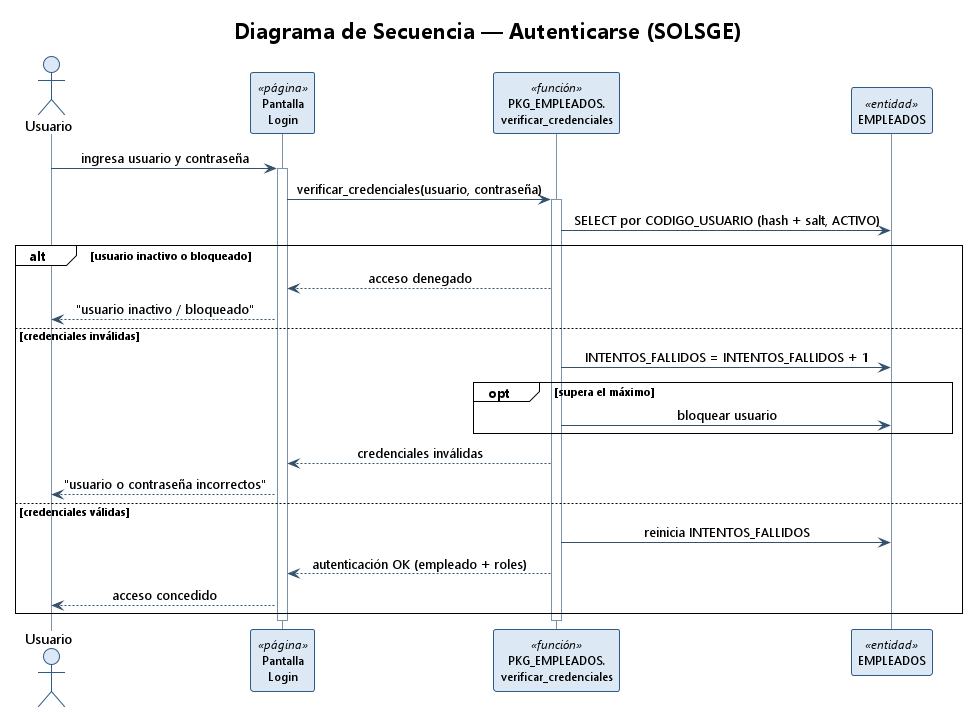 Diagrama de Secuencia — Autenticarse (SOLSGE)
Usuario
«página»
Pantalla
Login
«función»
PKG_EMPLEADOS.
verificar_credenciales
«entidad»
EMPLEADOS
ingresa usuario y contraseña
verificar_credenciales(usuario, contraseña)
SELECT por CODIGO_USUARIO (hash + salt, ACTIVO)
alt
[usuario inactivo o bloqueado]
acceso denegado
"usuario inactivo / bloqueado"
[credenciales inválidas]
INTENTOS_FALLIDOS = INTENTOS_FALLIDOS + 1
opt
[supera el máximo]
bloquear usuario
credenciales inválidas
"usuario o contraseña incorrectos"
[credenciales válidas]
reinicia INTENTOS_FALLIDOS
autenticación OK (empleado + roles)
acceso concedido
Usuario
«página»
Pantalla
Login
«función»
PKG_EMPLEADOS.
verificar_credenciales
«entidad»
EMPLEADOS